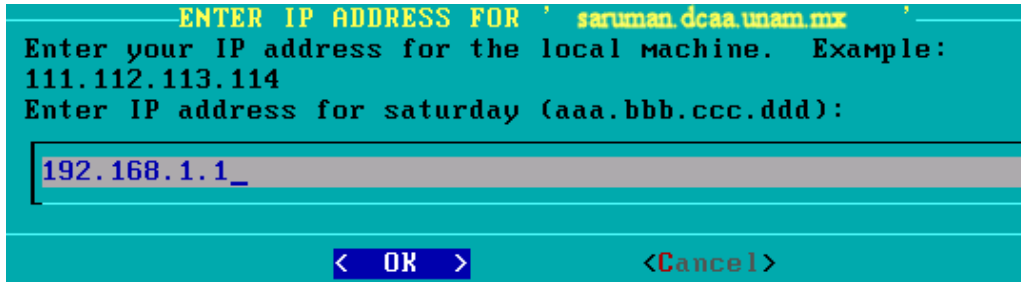 ENTER IP ADDRESS FOR ' saruman.dcaa.unam.mx '
Enter your IP address for the local machine.  Example:
111.112.113.114
Enter IP address for saturday (aaa.bbb.ccc.ddd):
192.168.1.1_
< OK > <Cancel>